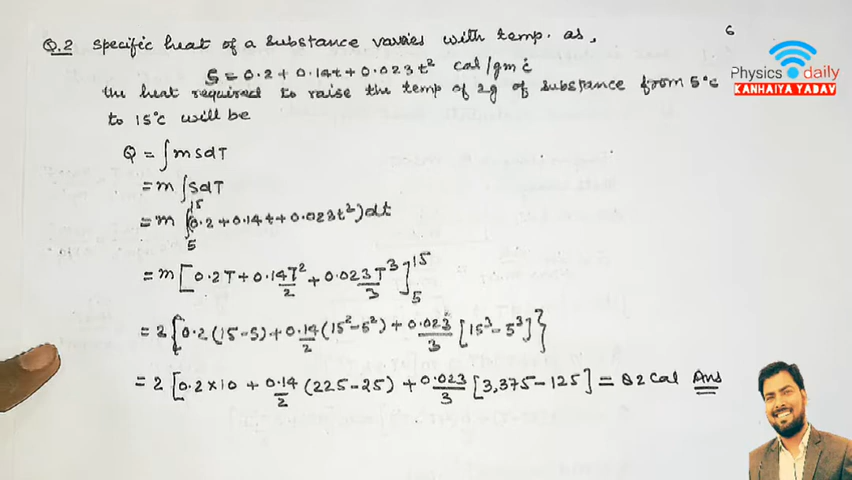 6
Q.2 specific heat of a substance varries with temp. as,
S = 0.2 + 0.14t + 0.023t² cal/gm°c
the heat required to raise the temp of 2g of substance from 5°c
to 15°c will be
Physics daily
KANHAIYA YADAV
Q = ∫ m s dT
= m ∫ s dT
= m ∫₅¹⁵ (0.2 + 0.14t + 0.023t²) dt
= m [0.2T + 0.14T²/2 + 0.023T³/3]₅¹⁵
= 2 {0.2 (15-5) + 0.14/2 (15²-5²) + 0.023/3 [15³-5³]}
= 2 [0.2×10 + 0.14/2 (225-25) + 0.023/3 [3,375-125] = 82 Cal Ans